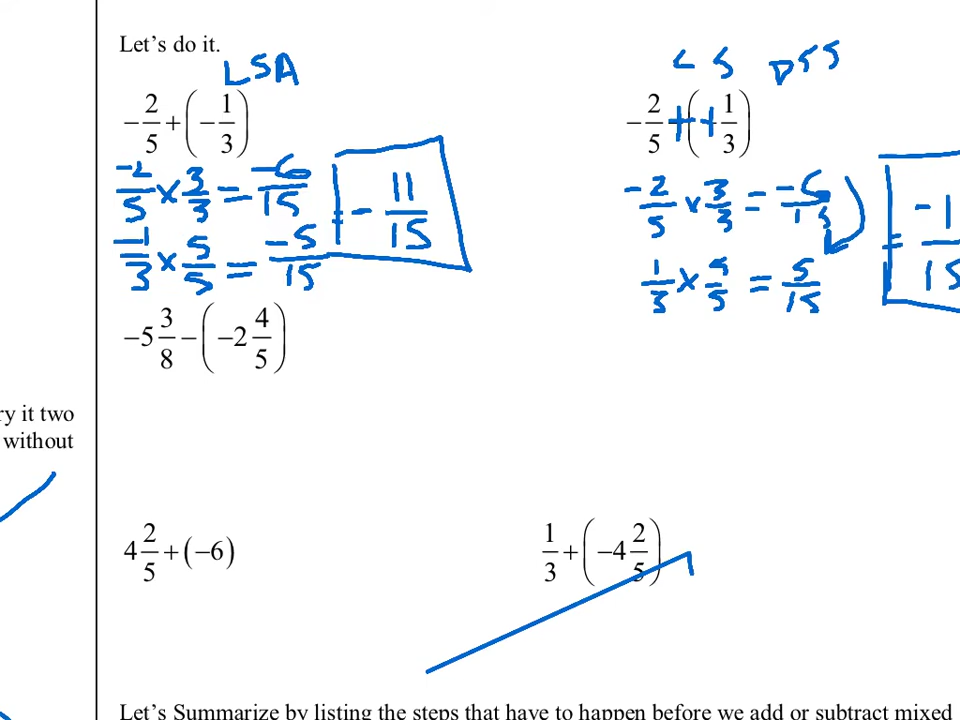 Let's do it.
LSA
LS DSS
-2/5 + (-1/3)
-2/5 + (+1/3)
-2/5 × 3/3 = -6/15
= -11/15
-1/3 × 5/5 = -5/15
-2/5 × 3/3 = -6/15
1/3 × 5/5 = 5/15
= -1/15
-5 3/8 - (-2 4/5)
ry it two
without
4 2/5 + (-6)
1/3 + (-4 2/5)
Let's Summarize by listing the steps that have to happen before we add or subtract mixed